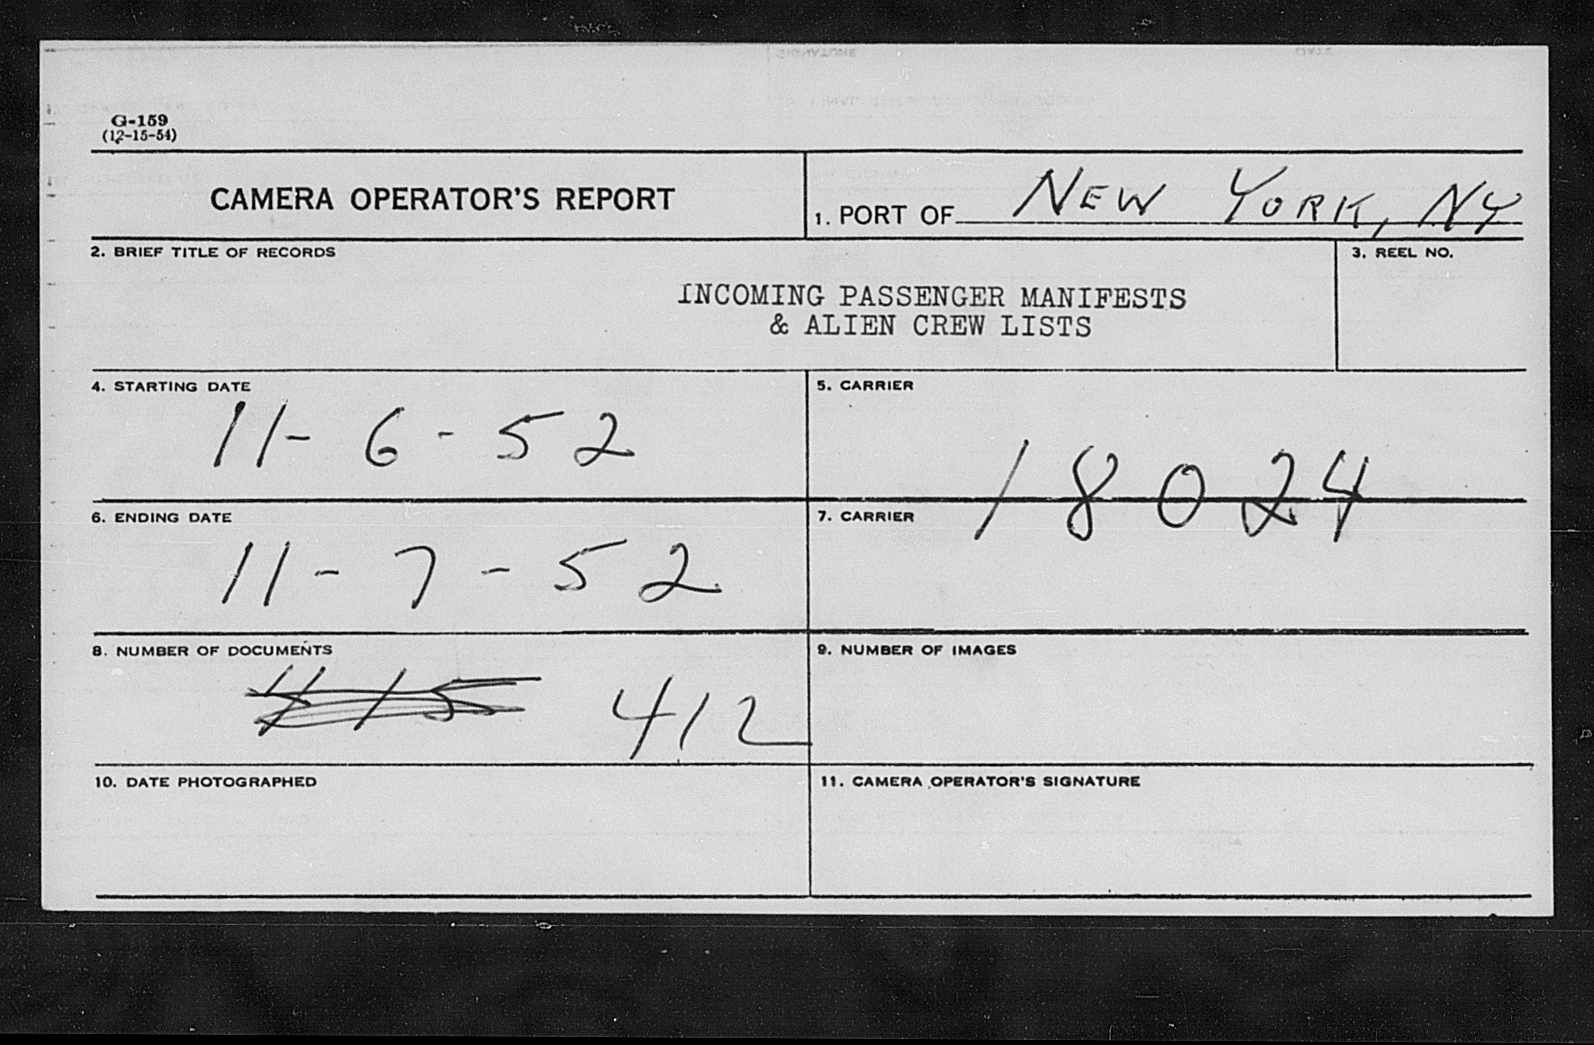 G-159
(12-15-54)
CAMERA OPERATOR'S REPORT
1. PORT OF NEW YORK, NY
2. BRIEF TITLE OF RECORDS
INCOMING PASSENGER MANIFESTS
& ALIEN CREW LISTS
3. REEL NO.
4. STARTING DATE
11-6-52
5. CARRIER
18024
6. ENDING DATE
11-7-52
7. CARRIER
8. NUMBER OF DOCUMENTS
415 412
9. NUMBER OF IMAGES
10. DATE PHOTOGRAPHED
11. CAMERA OPERATOR'S SIGNATURE